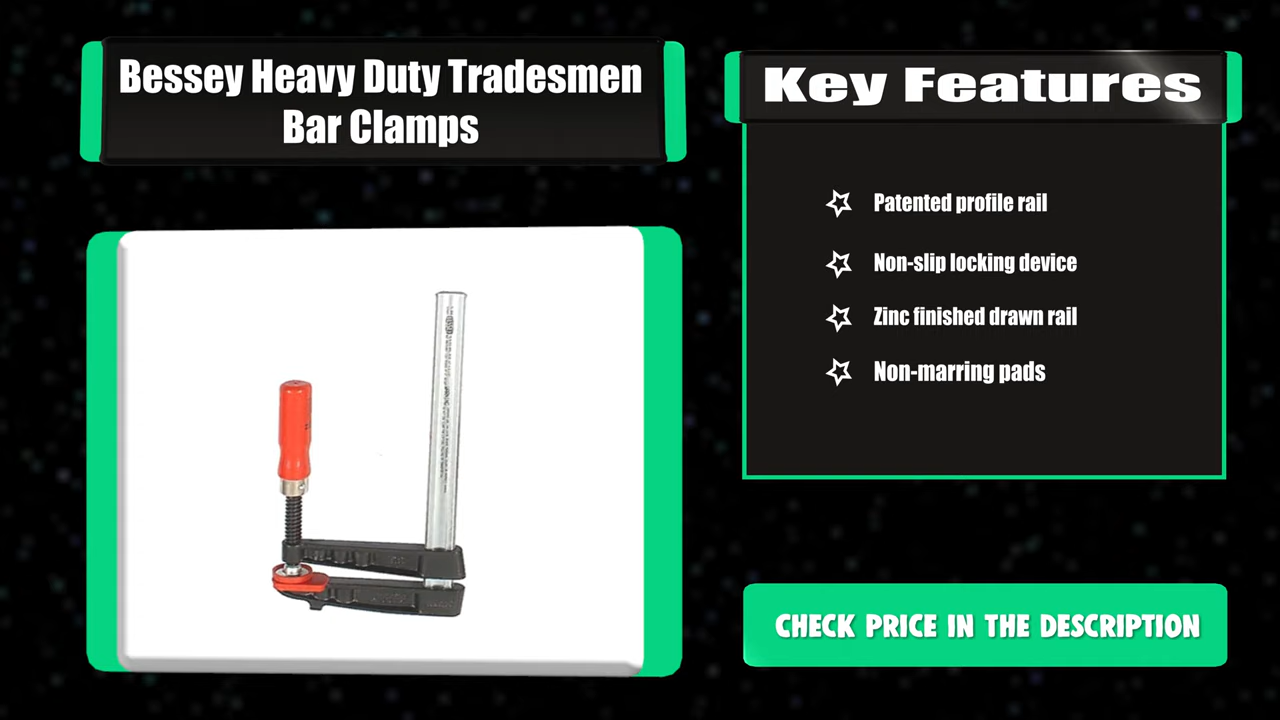 Bessey Heavy Duty Tradesmen
Bar Clamps
Key Features
Patented profile rail
Non-slip locking device
Zinc finished drawn rail
Non-marring pads
CHECK PRICE IN THE DESCRIPTION